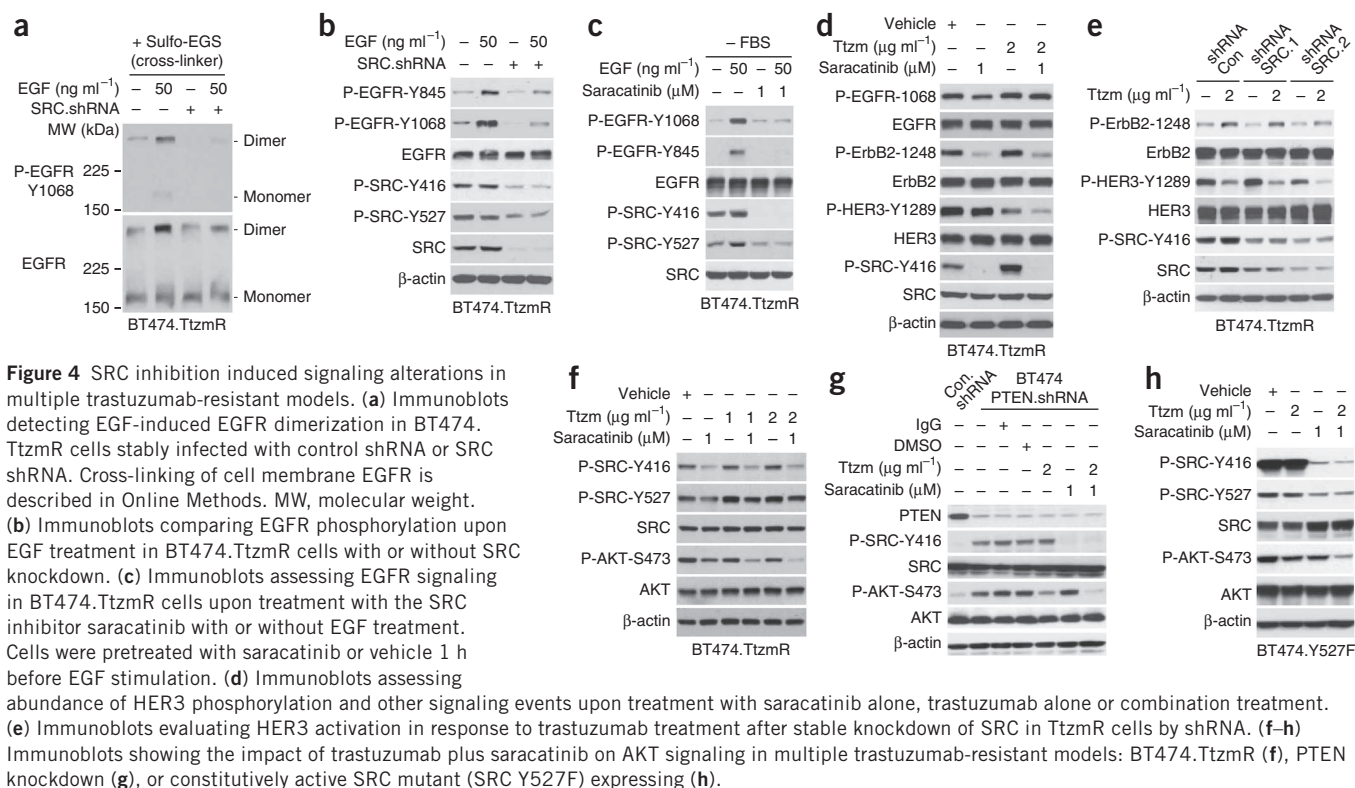 a
+ Sulfo-EGS
(cross-linker)
EGF (ng ml−1) – 50 – 50
SRC.shRNA – – + +
MW (kDa)
P-EGFR
Y1068
225
150
Dimer
Monomer
EGFR
225
150
Dimer
Monomer
BT474.TtzmR
b
EGF (ng ml−1) – 50 – 50
SRC.shRNA – – + +
P-EGFR-Y845
P-EGFR-Y1068
EGFR
P-SRC-Y416
P-SRC-Y527
SRC
β-actin
BT474.TtzmR
c
– FBS
EGF (ng ml−1) – 50 – 50
Saracatinib (μM) – – 1 1
P-EGFR-Y1068
P-EGFR-Y845
EGFR
P-SRC-Y416
P-SRC-Y527
SRC
BT474.TtzmR
d
Vehicle + – – –
Ttzm (μg ml−1) – – 2 2
Saracatinib (μM) – 1 – 1
P-EGFR-1068
EGFR
P-ErbB2-1248
ErbB2
P-HER3-Y1289
HER3
P-SRC-Y416
SRC
β-actin
BT474.TtzmR
e
shRNA Con
shRNA SRC.1
shRNA SRC.2
Ttzm (μg ml−1) – 2 – 2 – 2
P-ErbB2-1248
ErbB2
P-HER3-Y1289
HER3
P-SRC-Y416
SRC
β-actin
BT474.TtzmR
Figure 4 SRC inhibition induced signaling alterations in
multiple trastuzumab-resistant models. (a) Immunoblots
detecting EGF-induced EGFR dimerization in BT474.
TtzmR cells stably infected with control shRNA or SRC
shRNA. Cross-linking of cell membrane EGFR is
described in Online Methods. MW, molecular weight.
(b) Immunoblots comparing EGFR phosphorylation upon
EGF treatment in BT474.TtzmR cells with or without SRC
knockdown. (c) Immunoblots assessing EGFR signaling
in BT474.TtzmR cells upon treatment with the SRC
inhibitor saracatinib with or without EGF treatment.
Cells were pretreated with saracatinib or vehicle 1 h
before EGF stimulation. (d) Immunoblots assessing
abundance of HER3 phosphorylation and other signaling events upon treatment with saracatinib alone, trastuzumab alone or combination treatment.
(e) Immunoblots evaluating HER3 activation in response to trastuzumab treatment after stable knockdown of SRC in TtzmR cells by shRNA. (f–h)
Immunoblots showing the impact of trastuzumab plus saracatinib on AKT signaling in multiple trastuzumab-resistant models: BT474.TtzmR (f), PTEN
knockdown (g), or constitutively active SRC mutant (SRC Y527F) expressing (h).
f
Vehicle + – – – – –
Ttzm (μg ml−1) – – 1 1 2 2
Saracatinib (μM) – 1 – 1 – 1
P-SRC-Y416
P-SRC-Y527
SRC
P-AKT-S473
AKT
β-actin
BT474.TtzmR
g
Con. shRNA
BT474
PTEN.shRNA
IgG – – + – – – –
DMSO – – – + – – –
Ttzm (μg ml−1) – – – – 2 – 2
Saracatinib (μM) – – – – – 1 1
PTEN
P-SRC-Y416
SRC
P-AKT-S473
AKT
β-actin
h
Vehicle + – – –
Ttzm (μg ml−1) – 2 – 2
Saracatinib (μM) – – 1 1
P-SRC-Y416
P-SRC-Y527
SRC
P-AKT-S473
AKT
β-actin
BT474.Y527F